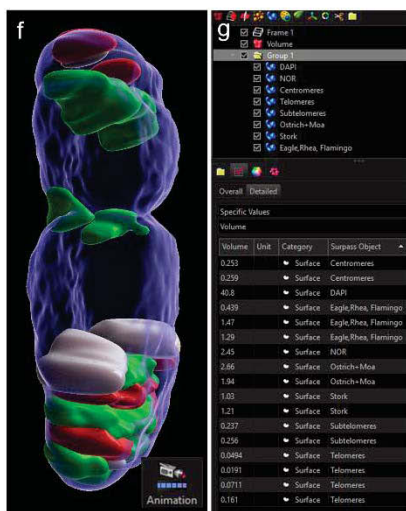 f
Animation
g
Frame 1
Volume
Group 1
DAPI
NOR
Centromeres
Telomeres
Subtelomeres
Ostrich+Moa
Stork
Eagle,Rhea, Flamingo
Overall Detailed
Specific Values
Volume
Volume Unit Category Surpass Object
0.253 Surface Centromeres
0.259 Surface Centromeres
40.8 Surface DAPI
0.439 Surface Eagle,Rhea, Flamingo
1.47 Surface Eagle,Rhea, Flamingo
1.29 Surface Eagle,Rhea, Flamingo
2.45 Surface NOR
2.66 Surface Ostrich+Moa
1.94 Surface Ostrich+Moa
1.03 Surface Stork
1.21 Surface Stork
0.237 Surface Subtelomeres
0.256 Surface Subtelomeres
0.0494 Surface Telomeres
0.0191 Surface Telomeres
0.0711 Surface Telomeres
0.161 Surface Telomeres